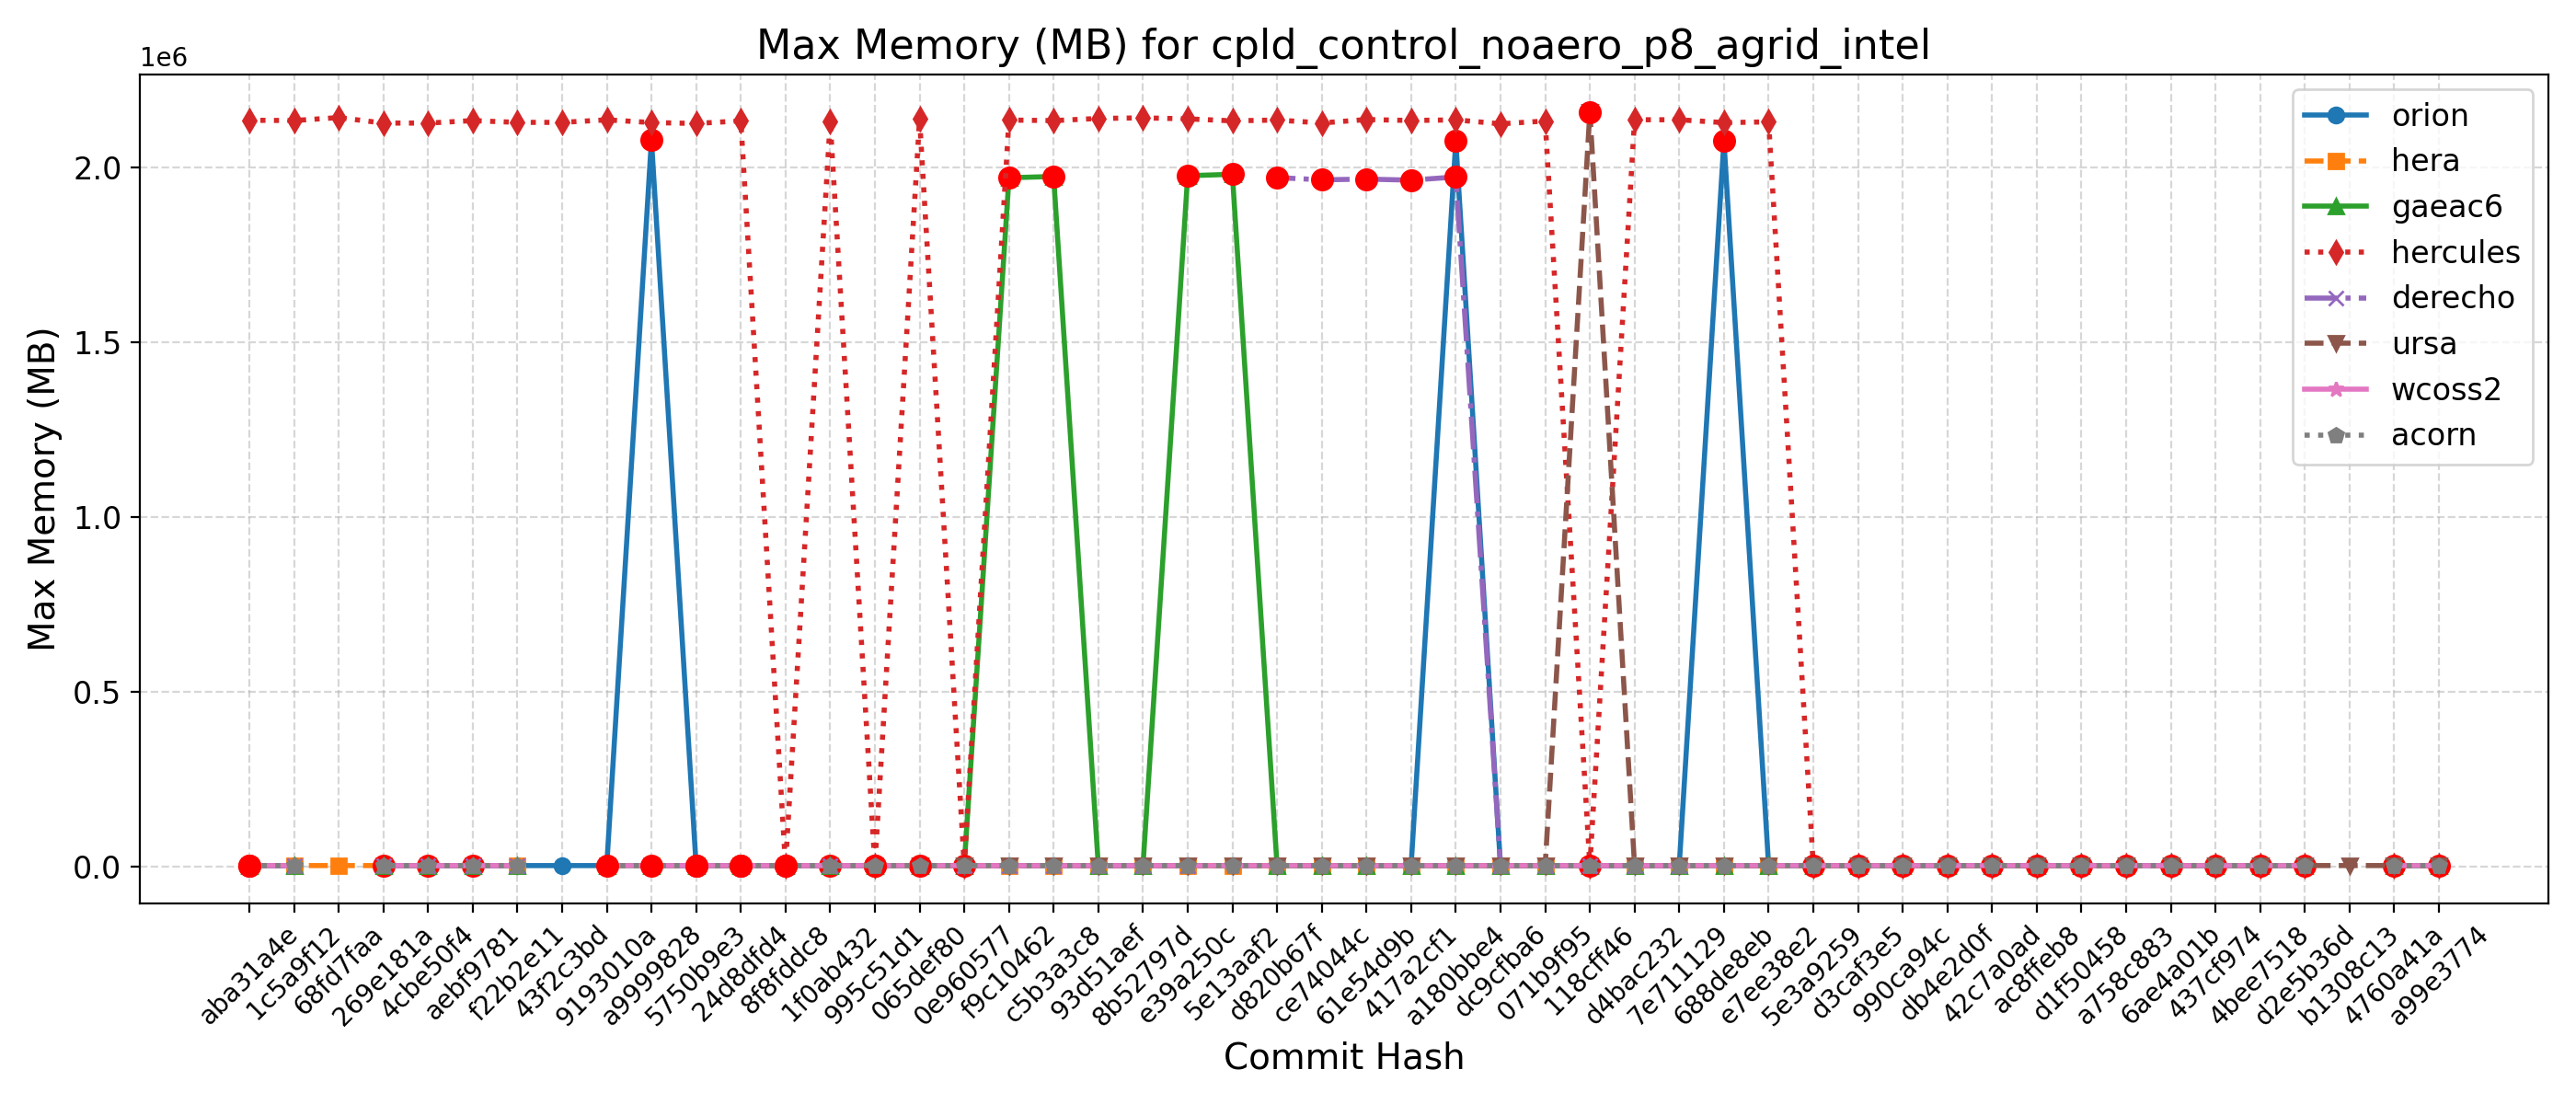 Max Memory (MB) for cpld_control_noaero_p8_agrid_intel
1e6
Max Memory (MB)
2.0
1.5
1.0
0.5
0.0
orion
hera
gaeac6
hercules
derecho
ursa
wcoss2
acorn
aba31a4e
1c5a9f12
68fd7faa
269e181a
4cbe50f4
aebf9781
f22b2e11
43f2c3bd
9193010a
a9999828
5750b9e3
24d8dfd4
8f8fddc8
1f0ab432
995c51d1
065def80
0e960577
f9c10462
c5b3a3c8
93d51aef
8b52797d
e39a250c
5e13aaf2
d820b67f
ce74044c
61e54d9b
417a2cf1
a180bbe4
dc9cfba6
071b9f95
118cff46
d4bac232
7e711129
688de8eb
e7ee38e2
5e3a9259
d3caf3e5
990ca94c
db4e2d0f
42c7a0ad
ac8ffeb8
d1f50458
a758c883
6ae4a01b
437cf974
4bee7518
d2e5b36d
b1308c13
4760a41a
a99e3774
Commit Hash